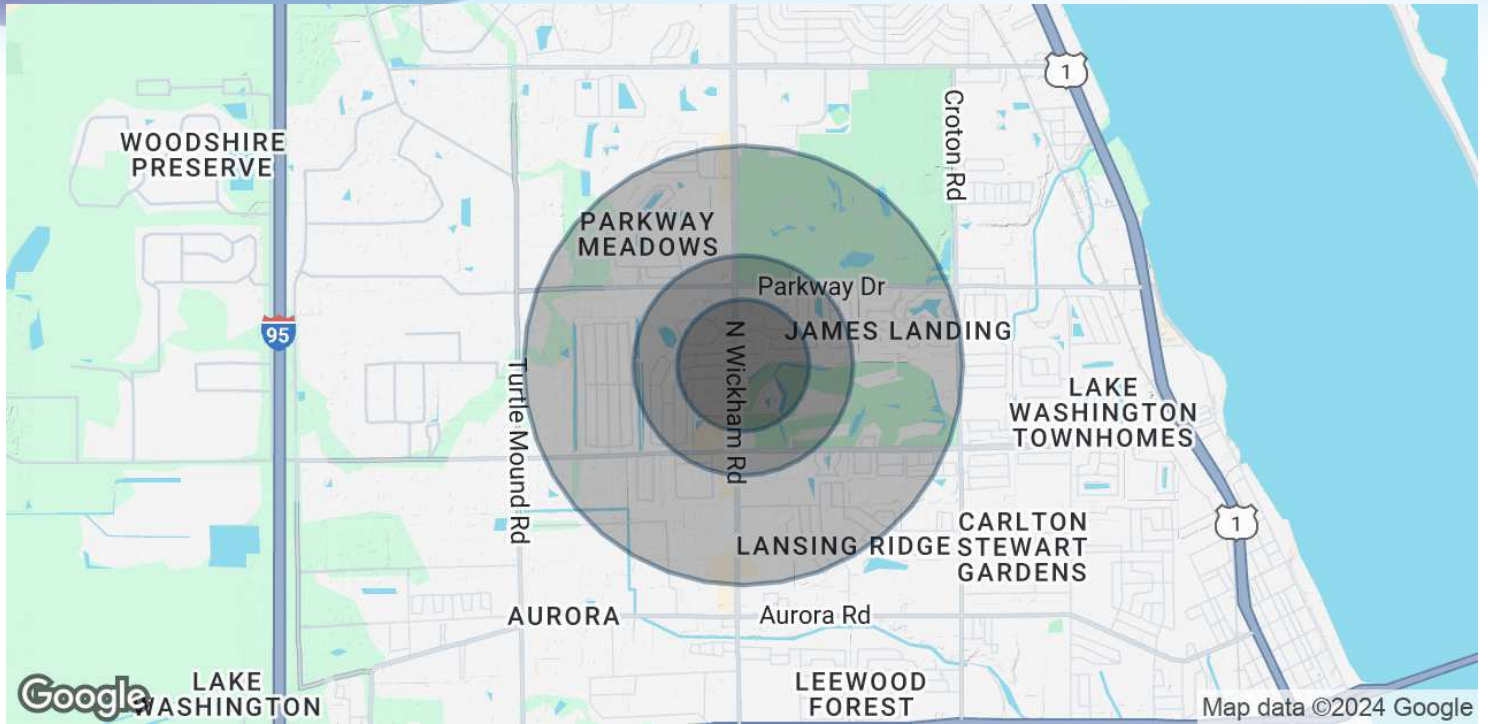 1
Croton Rd
WOODSHIRE
PRESERVE
PARKWAY
MEADOWS
Parkway Dr
95
N Wickham Rd
JAMES LANDING
Turtle Mound Rd
LAKE
WASHINGTON
TOWNHOMES
1
CARLTON
STEWART
GARDENS
LANSING RIDGE
AURORA
Aurora Rd
LAKE
WASHINGTON
LEEWOOD
FOREST
Google
Map data ©2024 Google